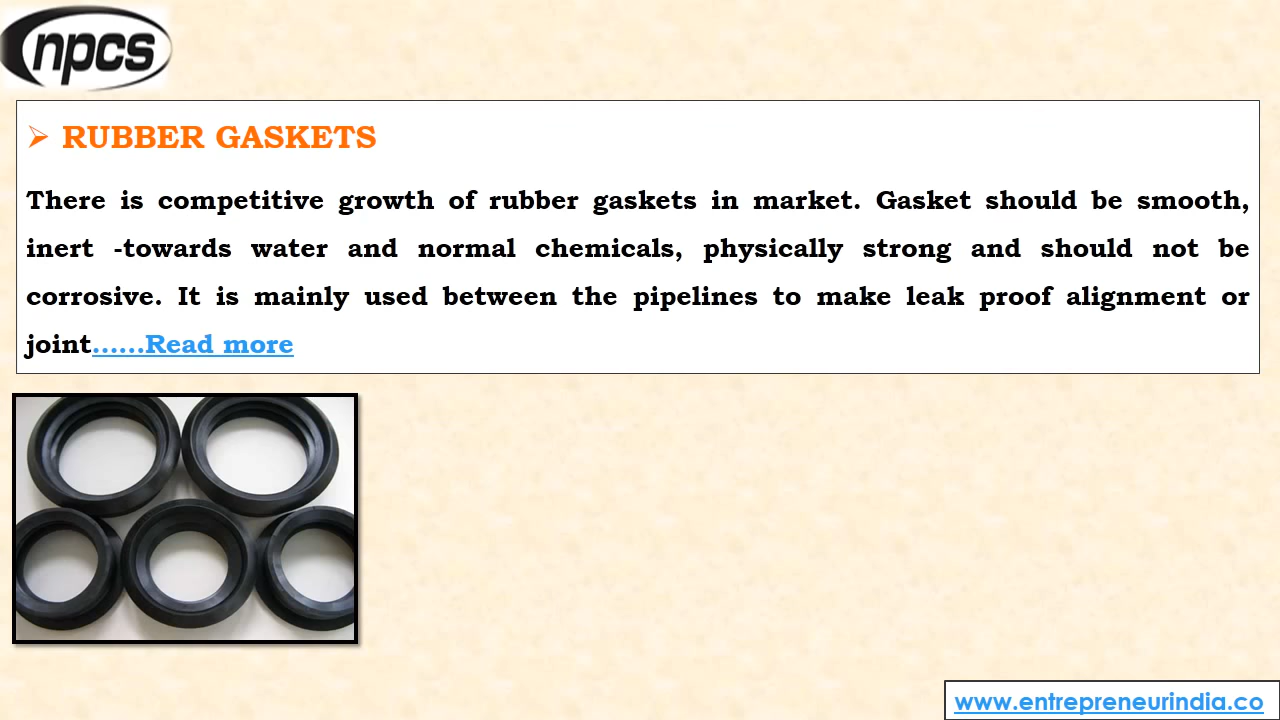 npcs
➢ RUBBER GASKETS
There is competitive growth of rubber gaskets in market. Gasket should be smooth,
inert -towards water and normal chemicals, physically strong and should not be
corrosive. It is mainly used between the pipelines to make leak proof alignment or
joint......Read more
www.entrepreneurindia.co